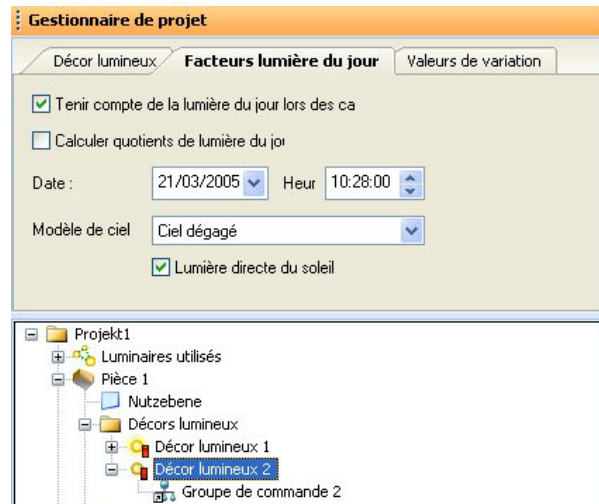 Gestionnaire de projet
Décor lumineux Facteurs lumière du jour Valeurs de variation
Tenir compte de la lumière du jour lors des ca
Calculer quotients de lumière du jou
Date : 21/03/2005 Heur 10:28:00
Modèle de ciel Ciel dégagé
Lumière directe du soleil
Projekt1
Luminaires utilisés
Pièce 1
Nutzebene
Décors lumineux
Décor lumineux 1
Décor lumineux 2
Groupe de commande 2